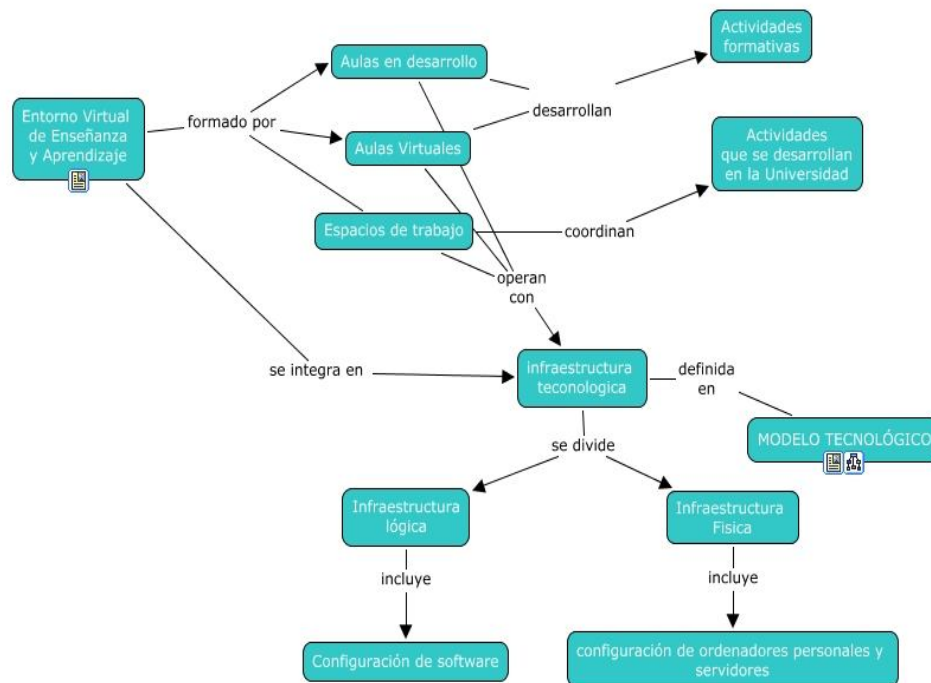 Actividades
formativas
Aulas en desarrollo
desarrollan
Entorno Virtual
de Enseñanza
y Aprendizaje
formado por
Aulas Virtuales
Actividades
que se desarrollan
en la Universidad
Espacios de trabajo
coordinan
operan
con
se integra en
infraestructura
teconologica
definida
en
MODELO TECNOLÓGICO
se divide
Infraestructura
lógica
Infraestructura
Fisica
incluye
incluye
Configuración de software
configuración de ordenadores personales y
servidores